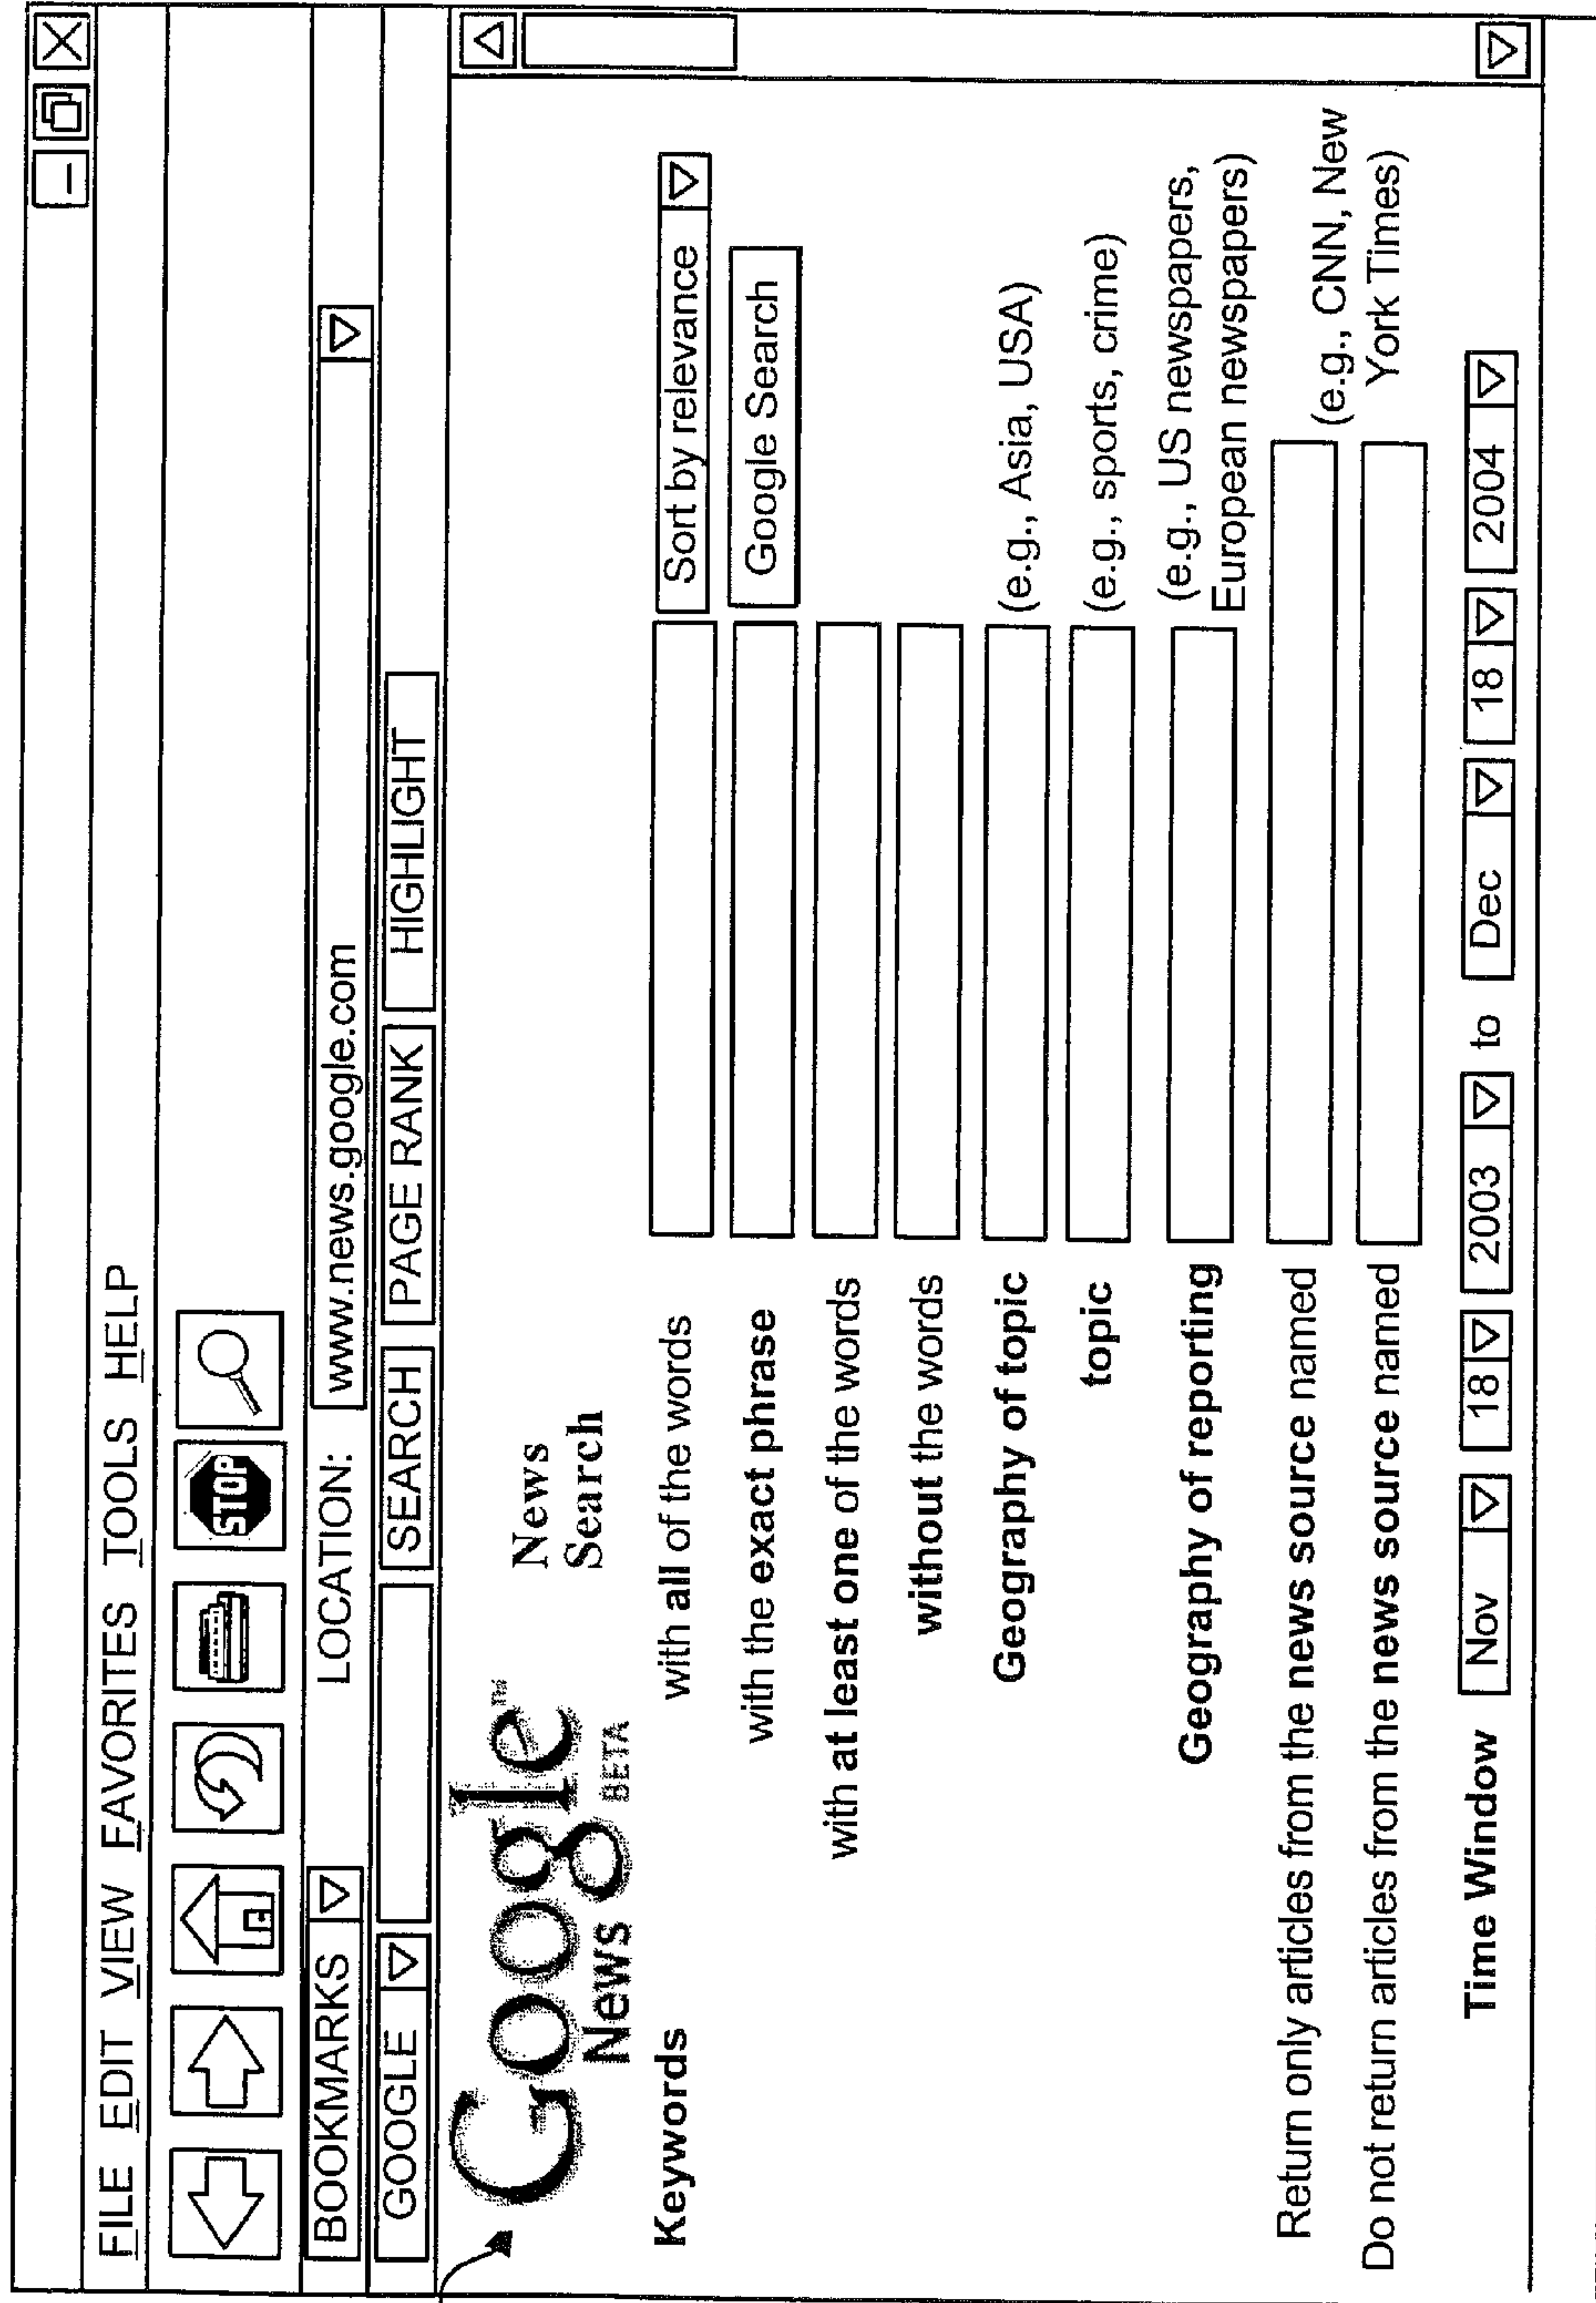 FILE EDIT VIEW FAVORITES TOOLS HELP
STOP
BOOKMARKS LOCATION: www.news.google.com
GOOGLE SEARCH PAGE RANK HIGHLIGHT
Google™
News BETA
News
Search
Keywords with all of the words Sort by relevance
with the exact phrase Google Search
with at least one of the words
without the words
Geography of topic (e.g., Asia, USA)
topic (e.g., sports, crime)
Geography of reporting (e.g., US newspapers,
European newspapers)
Return only articles from the news source named (e.g., CNN, New
Do not return articles from the news source named York Times)
Time Window Nov 18 2003 to Dec 18 2004